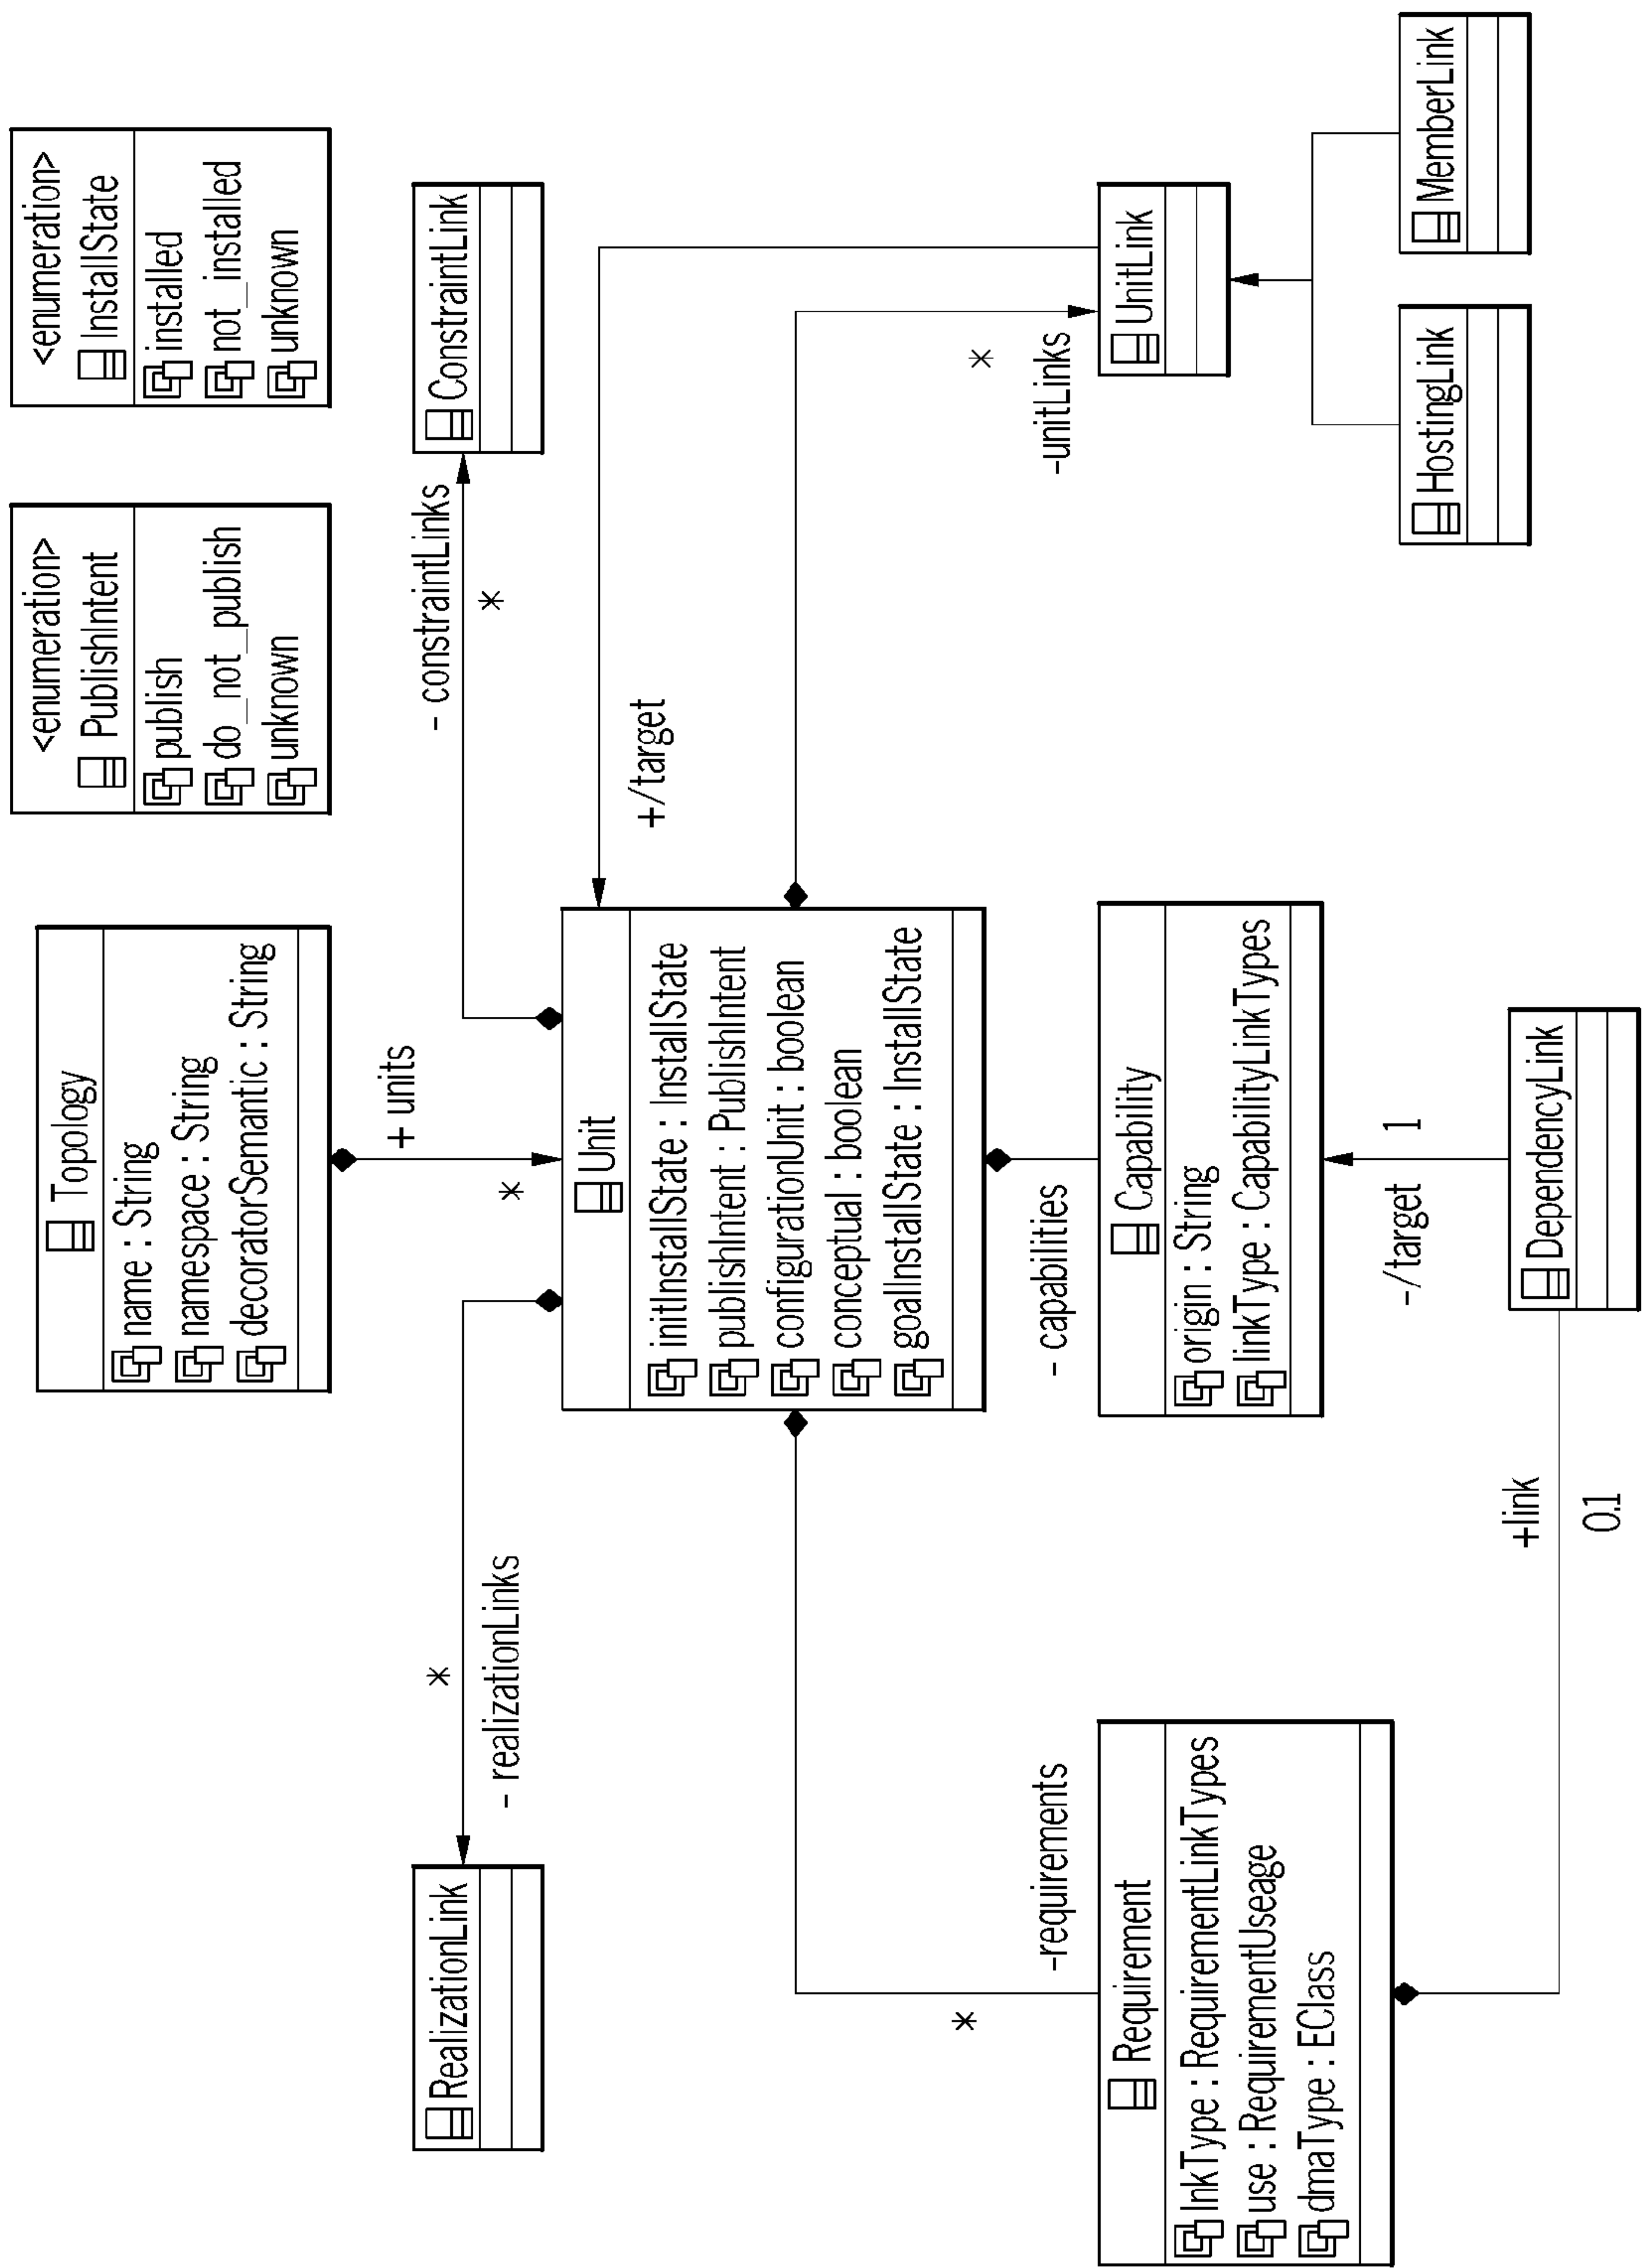 Topology
name : String
namespace : String
decoratorSemantic : String
<enumeration>
PublishIntent
publish
do_not_publish
unknown
<enumeration>
InstallState
installed
not_installed
unknown
+ units
*
RealizationLink
*
- realizationLinks
- constraintLinks
*
ConstraintLink
Unit
initInstallState : InstallState
publishIntent : PublishIntent
configurationUnit : boolean
conceptual : boolean
goalInstallState : InstallState
+/target
*
-requirements
- capabilities
*
-unitLinks
Requirement
lnkType : RequirementLinkTypes
use : RequirementUseage
dmaType : EClass
Capability
origin : String
linkType : CapabilityLinkTypes
UnitLink
-/target
1
+link
0.1
DependencyLink
HostingLink
MemberLink